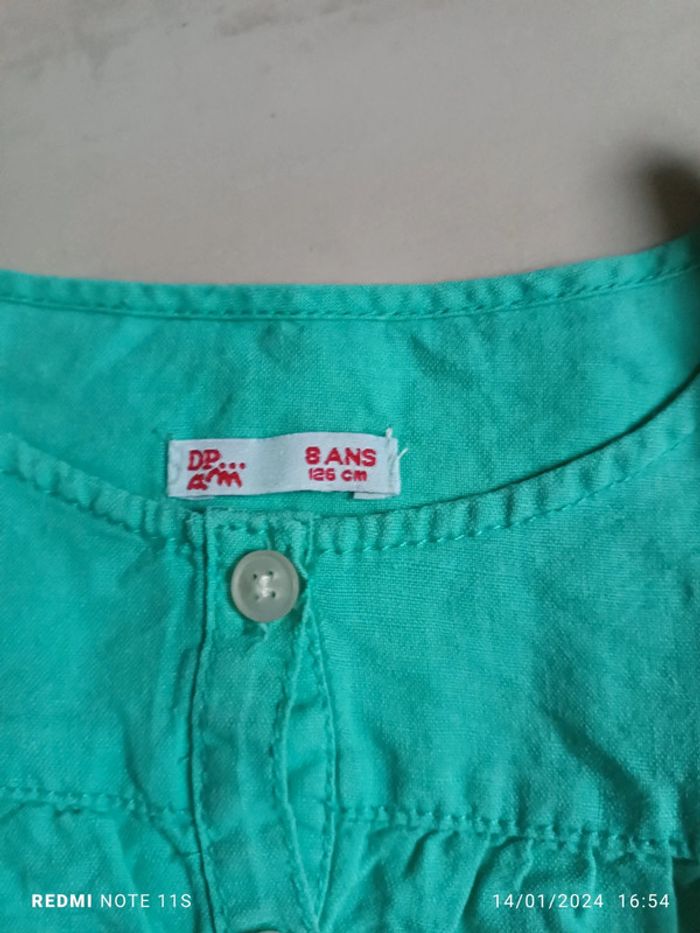 DP...
am
8 ANS
126 cm
REDMI NOTE 11S
14/01/2024 16:54